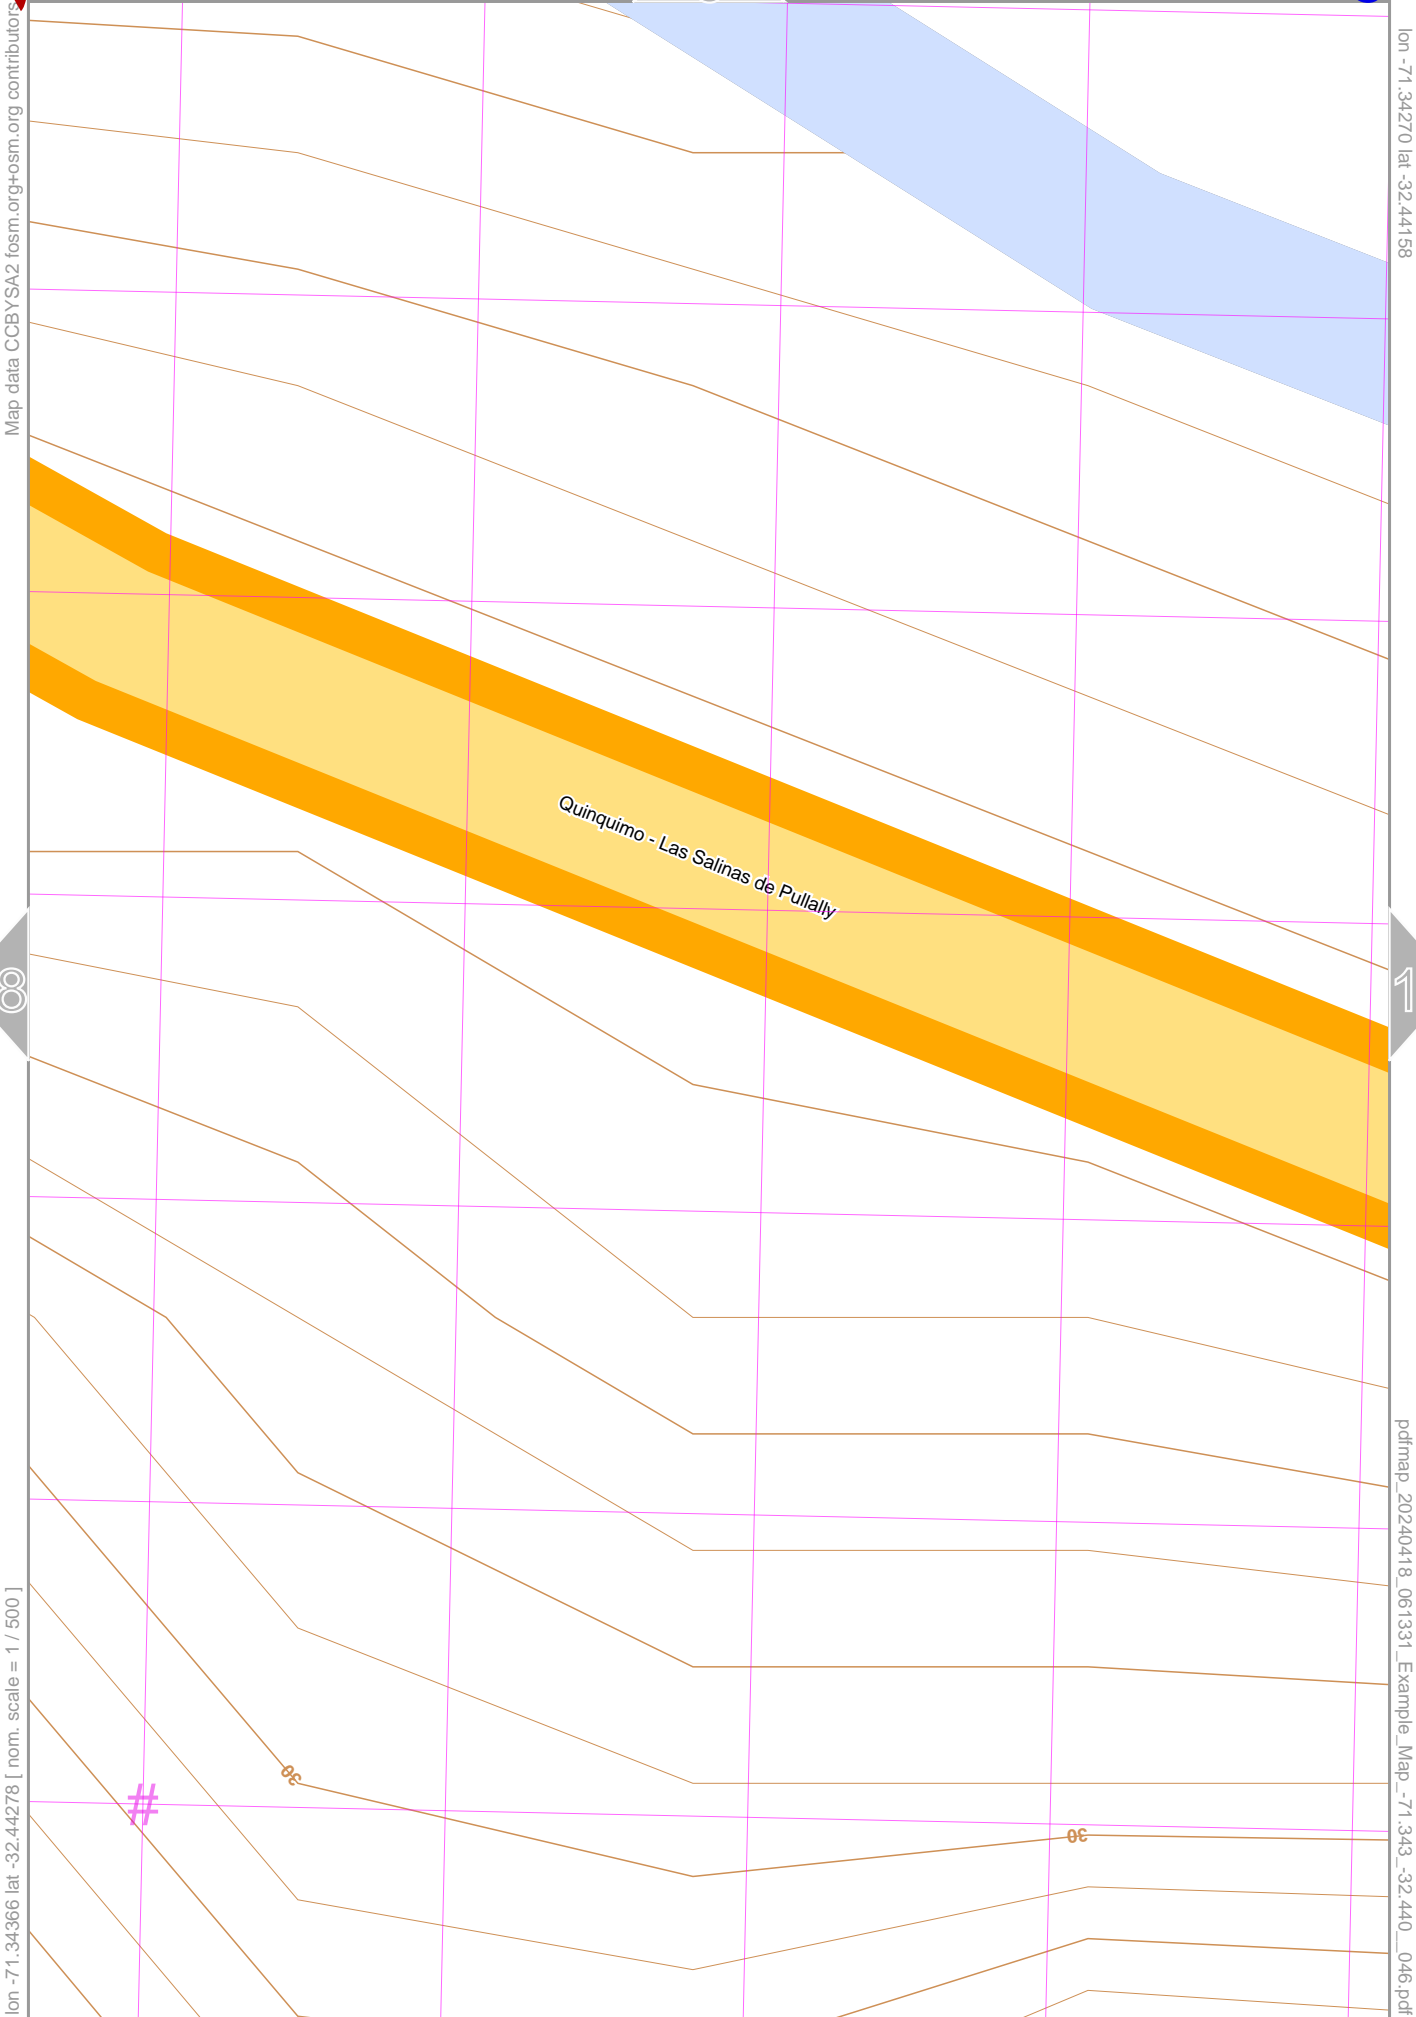 Map data CCBYSA2 fosm.org+osm.org contributors
lon -71.34270 lat -32.44158
Quinquimo - Las Salinas de Pullally
8
1
30
30
#
lon -71.34366 lat -32.44278 [ nom. scale = 1 / 500 ]
pdfmap_20240418_061331_Example_Map_-71.343_-32.440__046.pdf